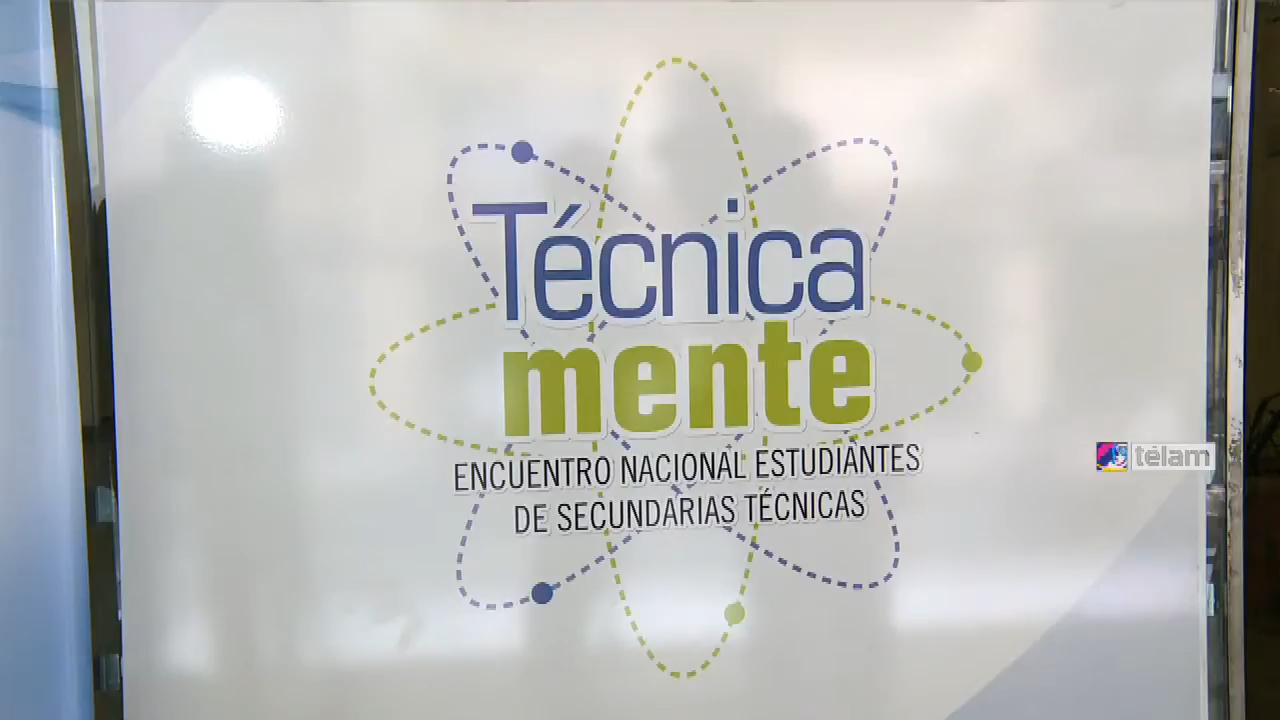 Técnica
mente
ENCUENTRO NACIONAL ESTUDIANTES
DE SECUNDARIAS TÉCNICAS
télam